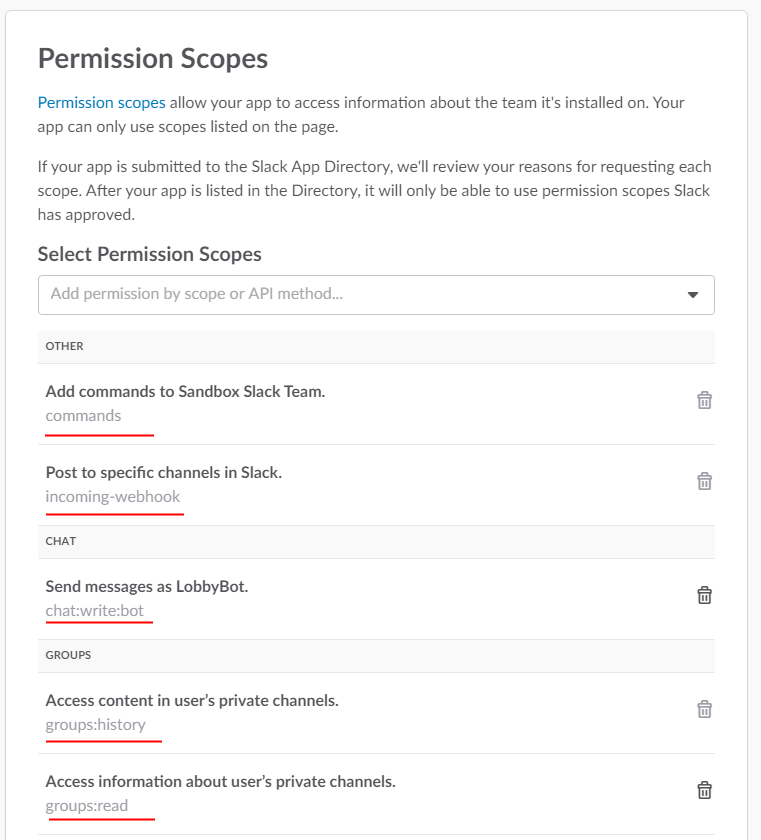 Permission Scopes
Permission scopes allow your app to access information about the team it's installed on. Your
app can only use scopes listed on the page.
If your app is submitted to the Slack App Directory, we'll review your reasons for requesting each
scope. After your app is listed in the Directory, it will only be able to use permission scopes Slack
has approved.
Select Permission Scopes
Add permission by scope or API method...
OTHER
Add commands to Sandbox Slack Team.
commands
Post to specific channels in Slack.
incoming-webhook
CHAT
Send messages as LobbyBot.
chat:write:bot
GROUPS
Access content in user’s private channels.
groups:history
Access information about user’s private channels.
groups:read